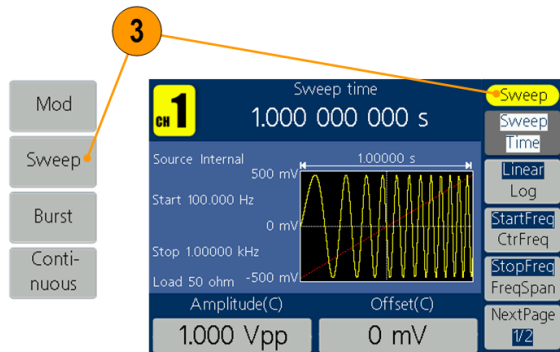 3
Mod
Sweep
Burst
Conti-
nuous
CH 1
Sweep time
1.000 000 000 s
Source Internal
Start 100.000 Hz
Stop 1.00000 kHz
Load 50 ohm
1.00000 s
500 mV
0 mV
-500 mV
Amplitude(C)
1.000 Vpp
Offset(C)
0 mV
Sweep
Sweep
Time
Linear
Log
StartFreq
CtrFreq
StopFreq
FreqSpan
NextPage
1/2